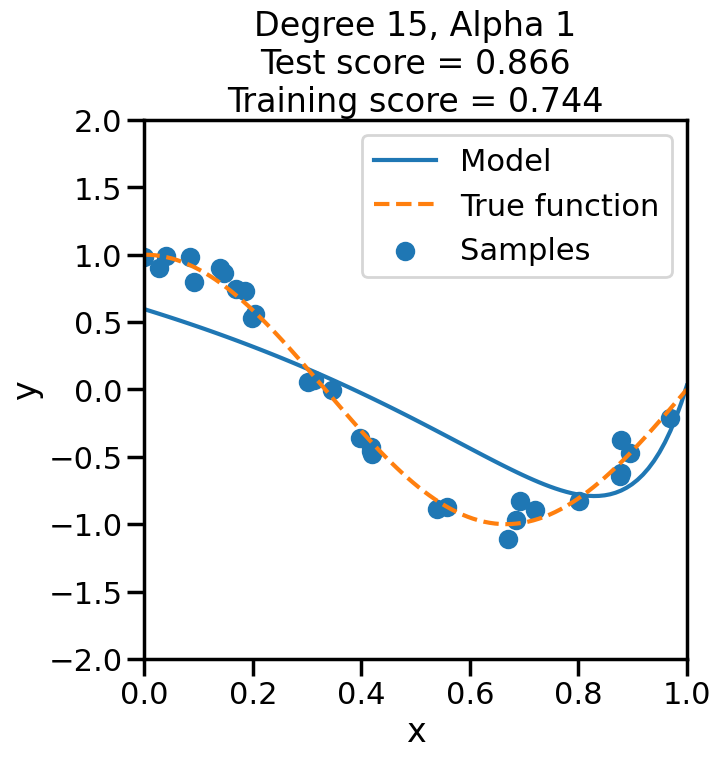 Degree 15, Alpha 1
Test score = 0.866
Training score = 0.744
2.0
1.5
1.0
0.5
0.0
−0.5
−1.0
−1.5
−2.0
y
Model
True function
Samples
0.0 0.2 0.4 0.6 0.8 1.0
x